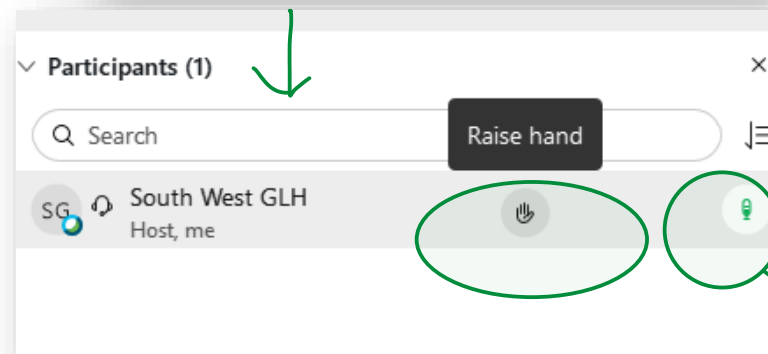 Participants (1)
Search
Raise hand
SG
South West GLH
Host, me